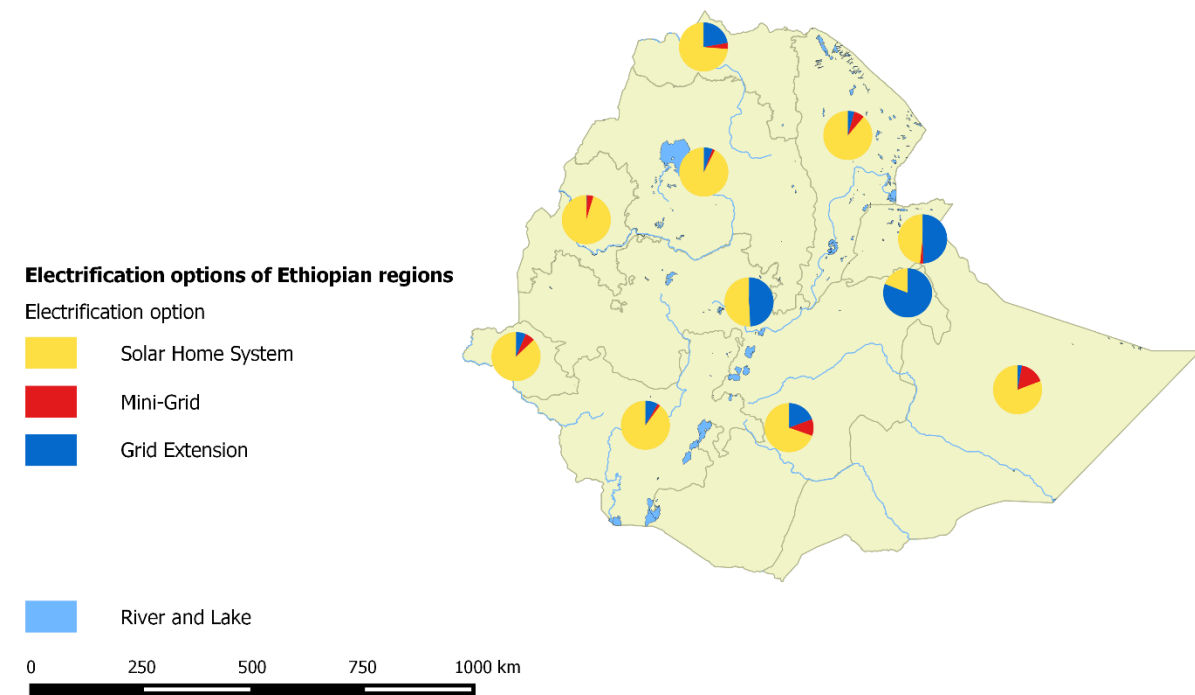 Electrification options of Ethiopian regions
Electrification option
Solar Home System
Mini-Grid
Grid Extension
River and Lake
0 250 500 750 1000 km